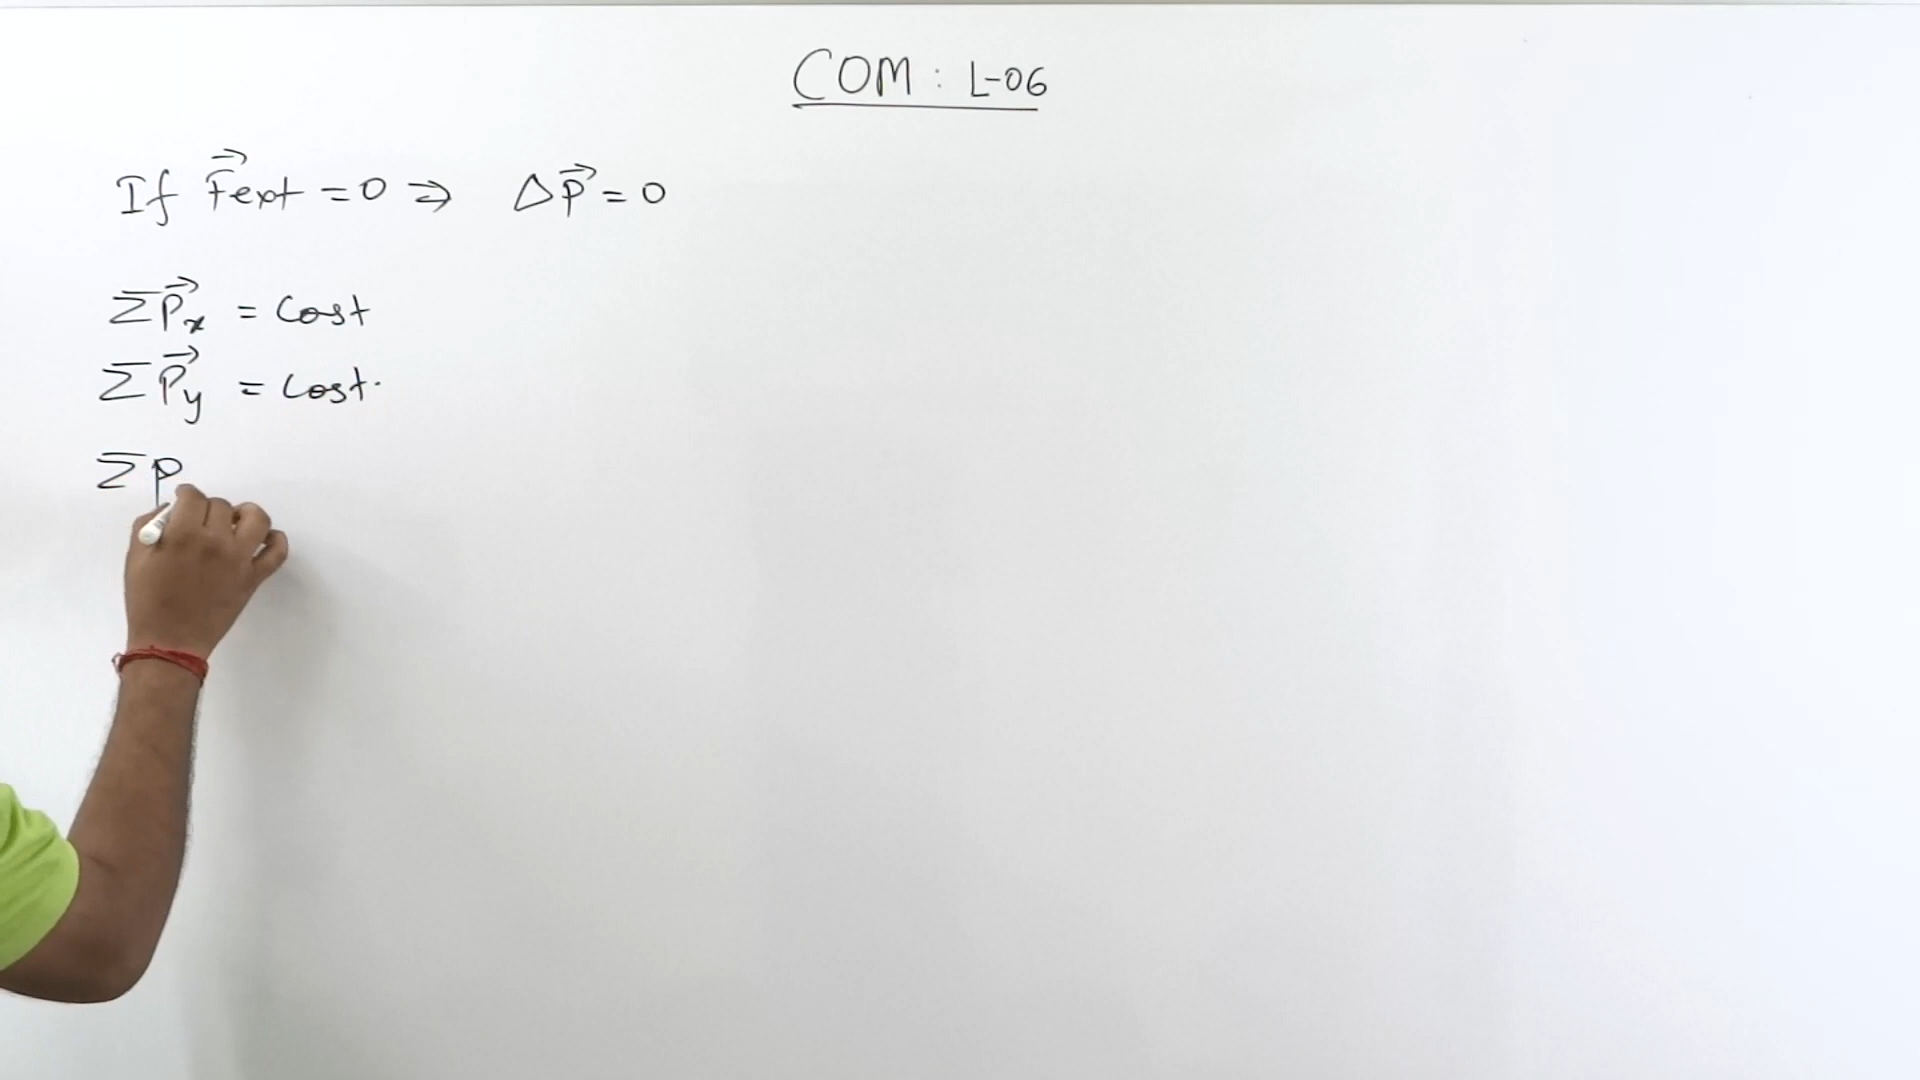 COM : L-06
If F⃗ext = 0 ⇒ ΔP⃗ = 0
ΣP⃗x = Cost
ΣP⃗y = Cost.
ΣP